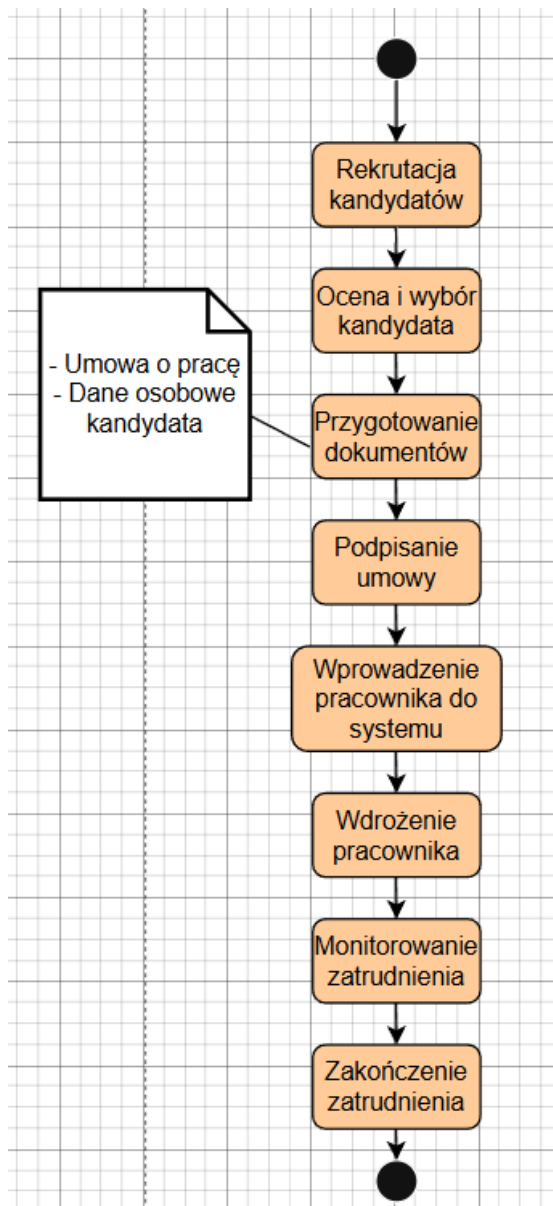 Rekrutacja
kandydatów
Ocena i wybór
kandydata
- Umowa o pracę
- Dane osobowe
kandydata
Przygotowanie
dokumentów
Podpisanie
umowy
Wprowadzenie
pracownika do
systemu
Wdrożenie
pracownika
Monitorowanie
zatrudnienia
Zakończenie
zatrudnienia